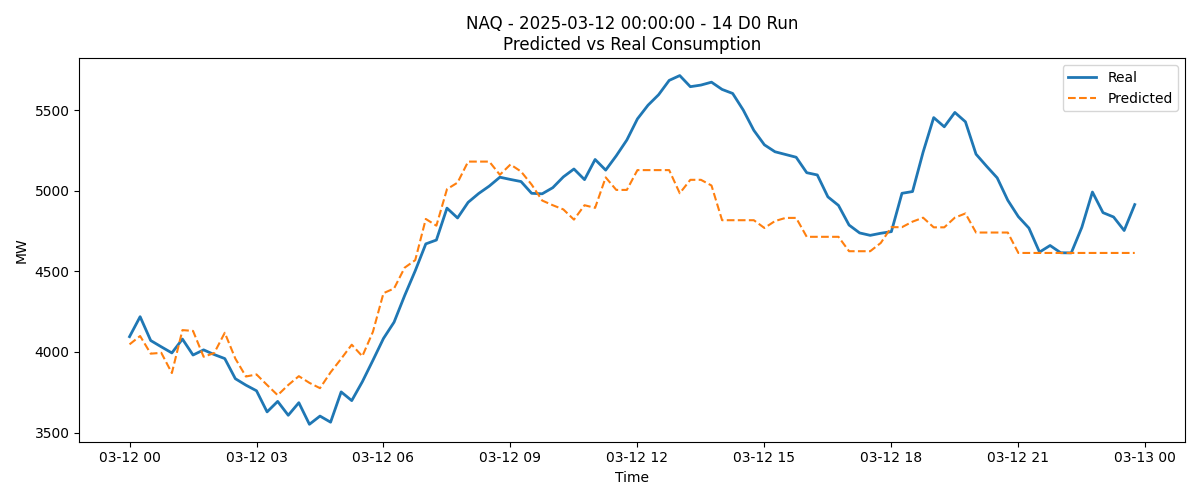 NAQ - 2025-03-12 00:00:00 - 14 D0 Run
Predicted vs Real Consumption
Real
Predicted
MW
5500
5000
4500
4000
3500
03-12 00
03-12 03
03-12 06
03-12 09
03-12 12
03-12 15
03-12 18
03-12 21
03-13 00
Time